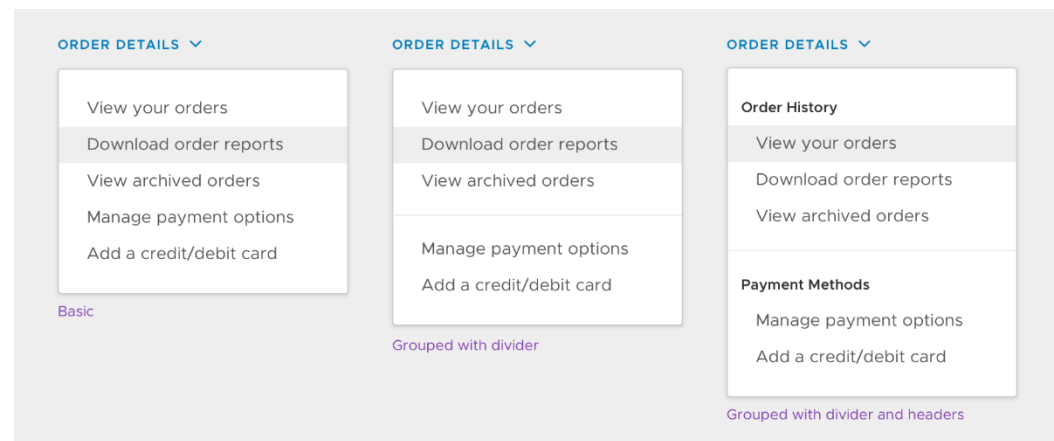 ORDER DETAILS
View your orders
Download order reports
View archived orders
Manage payment options
Add a credit/debit card
Basic
ORDER DETAILS
View your orders
Download order reports
View archived orders
Manage payment options
Add a credit/debit card
Grouped with divider
ORDER DETAILS
Order History
View your orders
Download order reports
View archived orders
Payment Methods
Manage payment options
Add a credit/debit card
Grouped with divider and headers